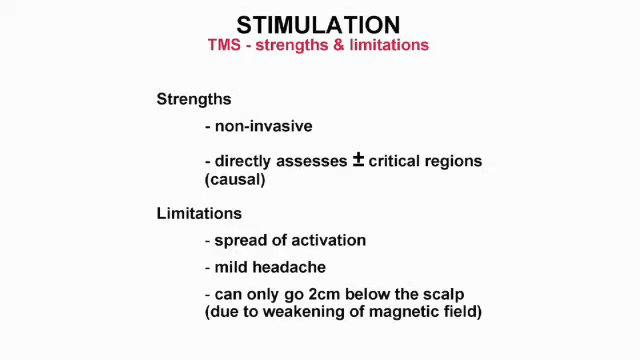 STIMULATION
TMS - strengths & limitations
Strengths
- non-invasive
- directly assesses ± critical regions
(causal)
Limitations
- spread of activation
- mild headache
- can only go 2cm below the scalp
(due to weakening of magnetic field)